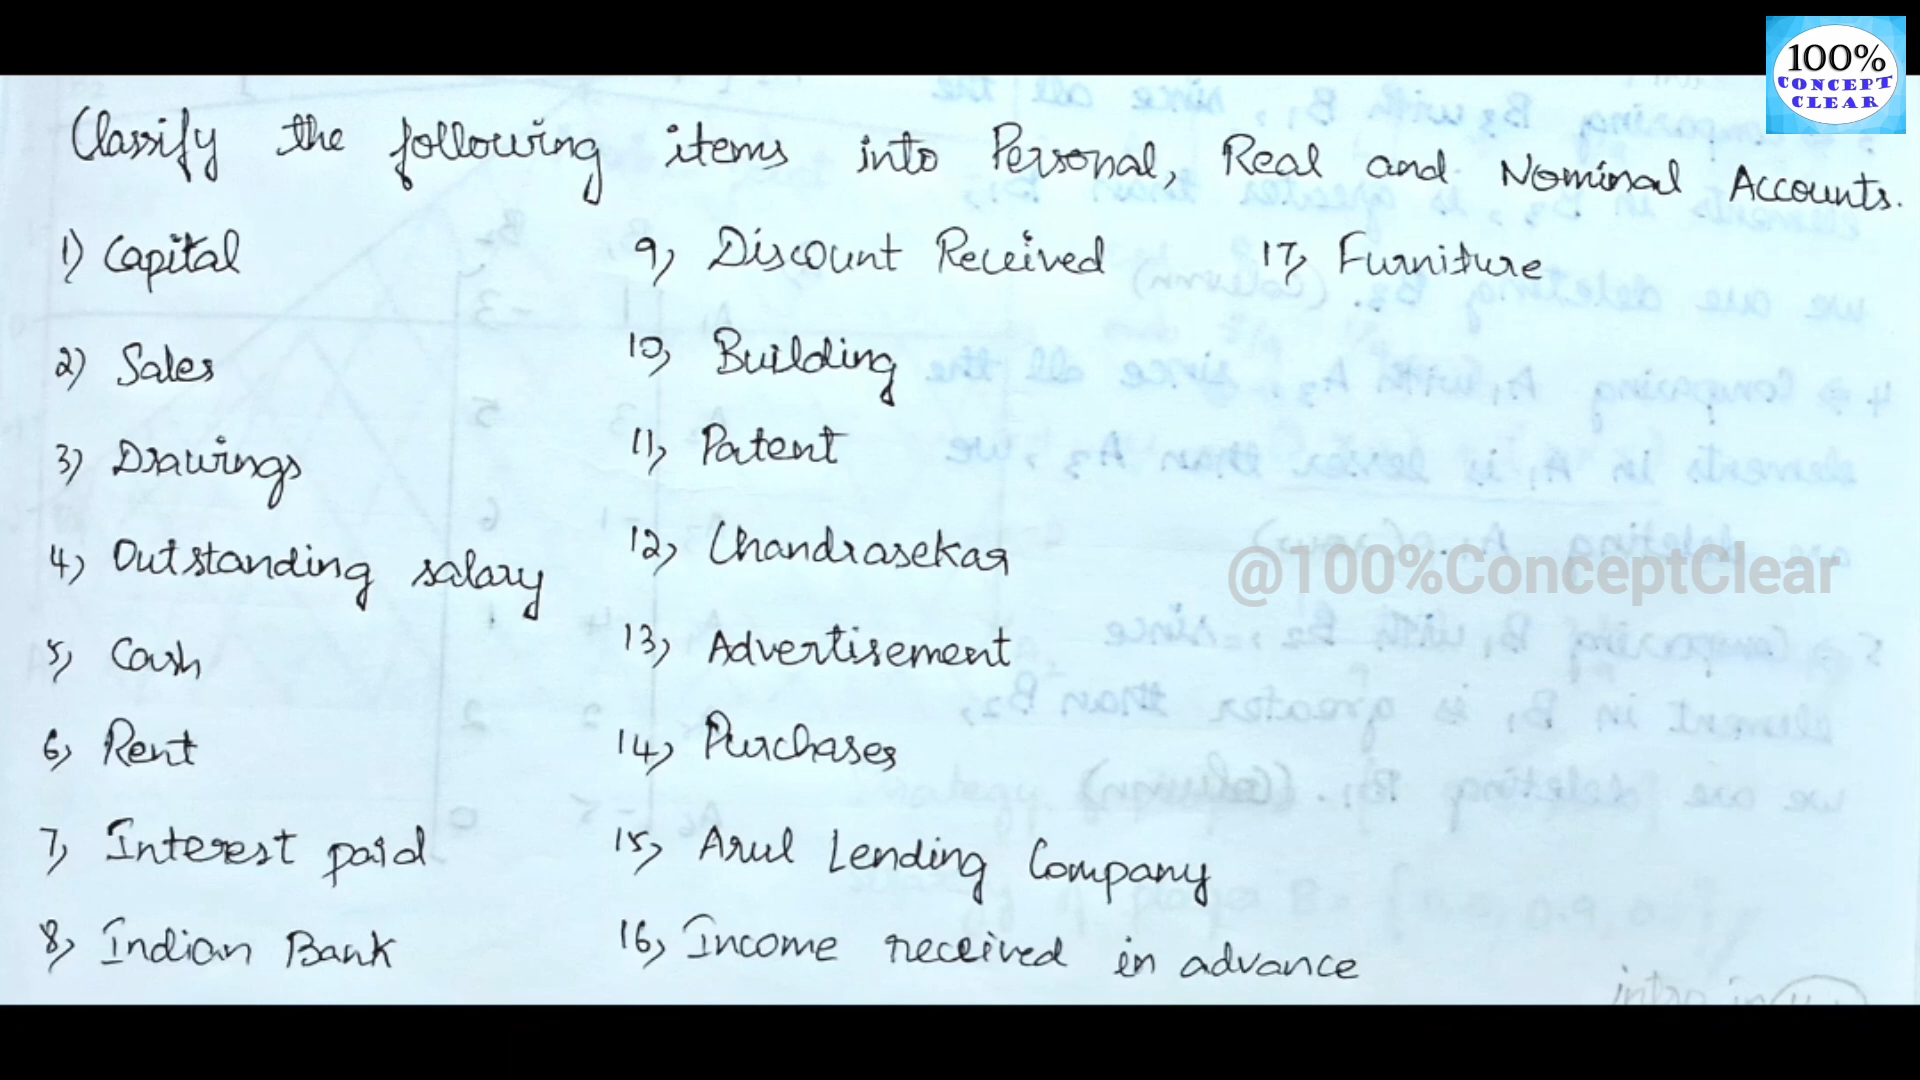 100%
CONCEPT
CLEAR
Classify the following items into Personal, Real and Nominal Accounts.
1) Capital
2) Sales
3) Drawings
4) Outstanding salary
5) Cash
6) Rent
7) Interest paid
8) Indian Bank
9) Discount Received
10) Building
11) Patent
12) Chandrasekar
13) Advertisement
14) Purchases
15) Arul Lending Company
16) Income received in advance
17) Furniture
@100%ConceptClear